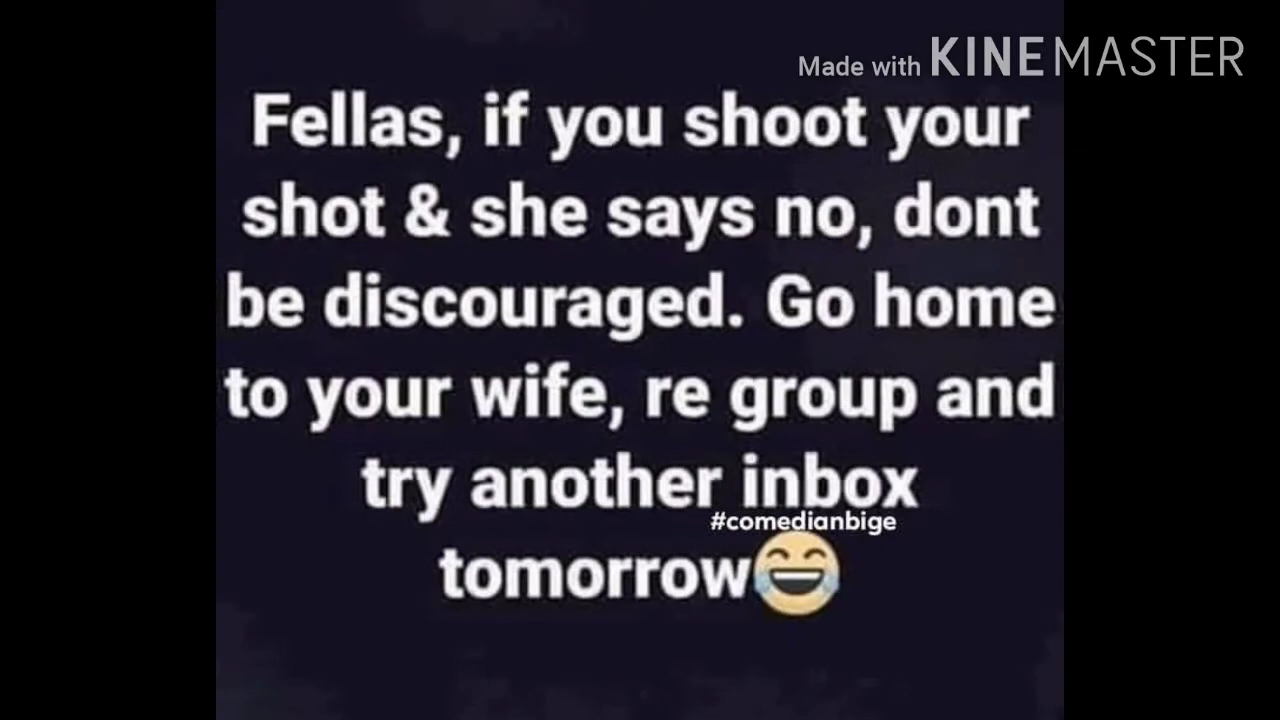 Made with KINEMASTER
Fellas, if you shoot your
shot & she says no, dont
be discouraged. Go home
to your wife, re group and
try another inbox
#comedianbige
tomorrow😂